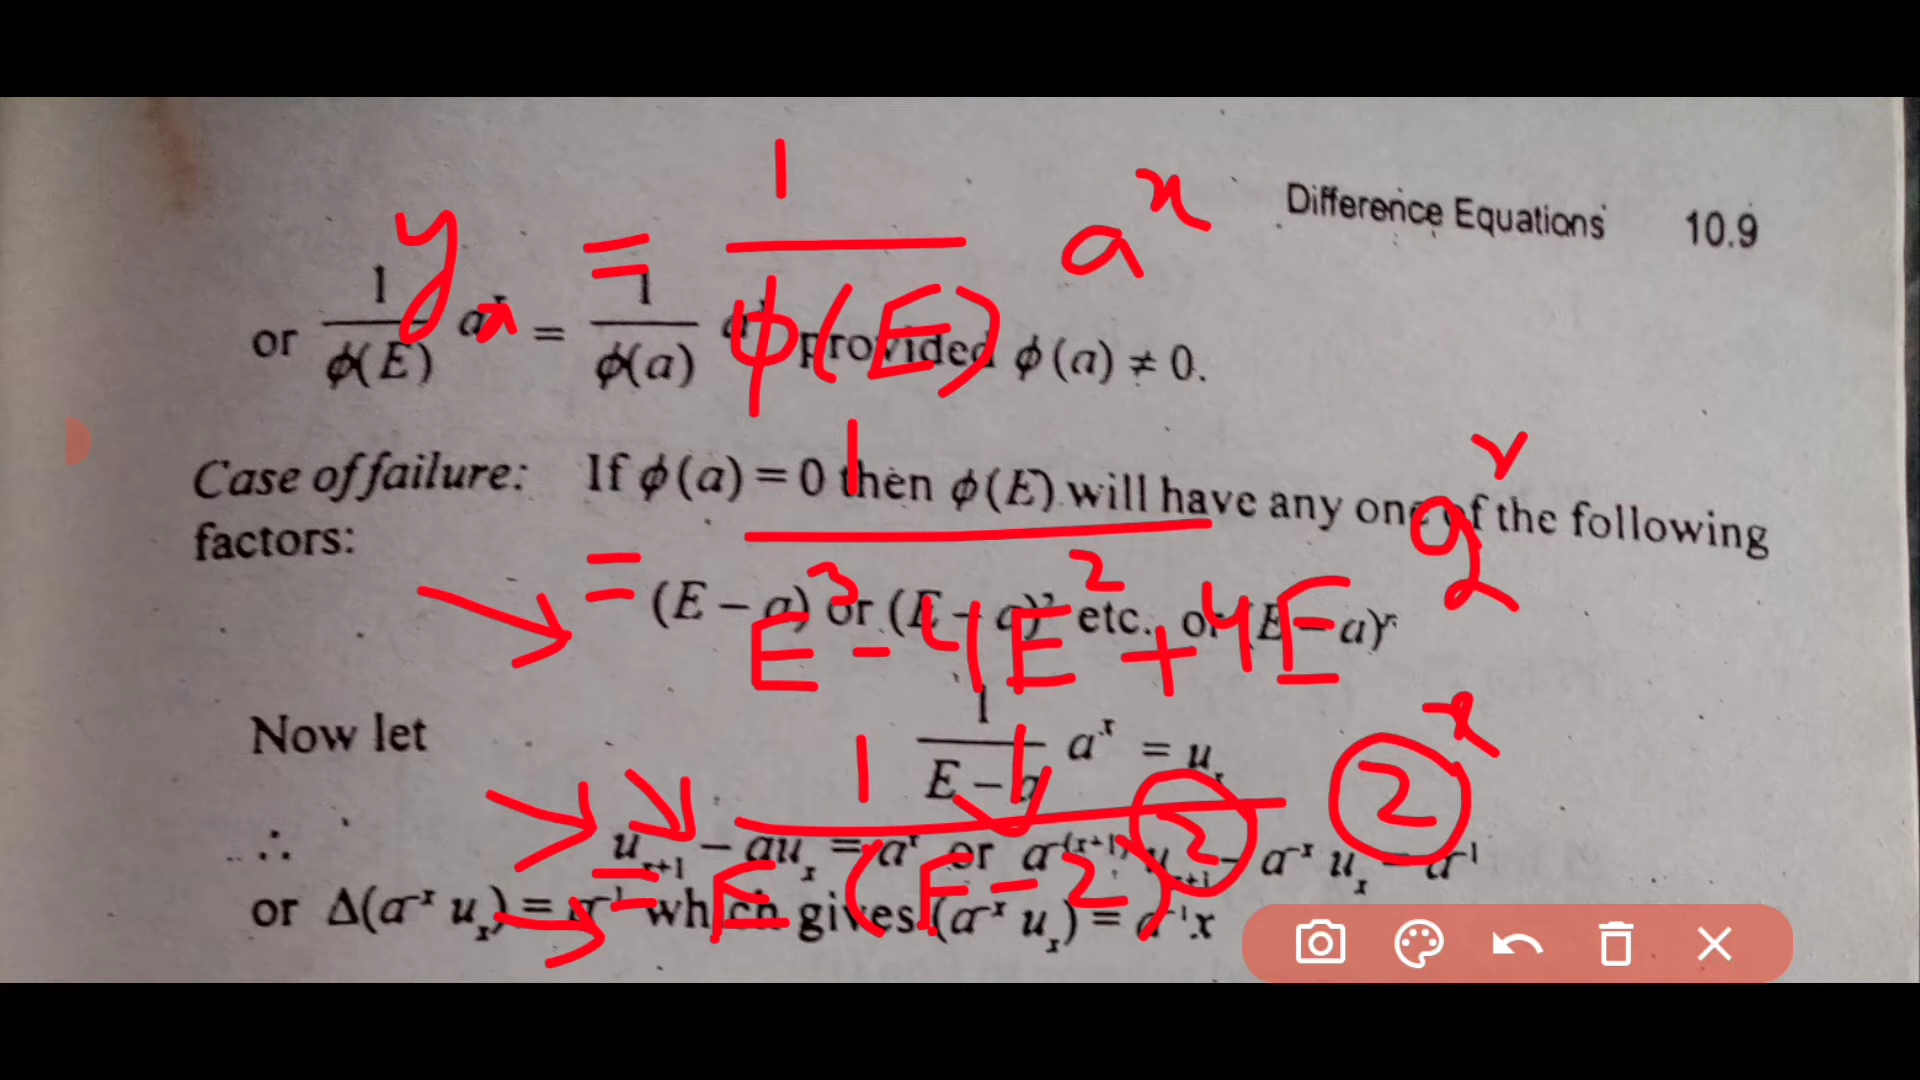 Difference Equations 10.9
y_x = 1/ϕ(E) a^x
or 1/ϕ(E) a^x = 1/ϕ(a) provided ϕ(a) ≠ 0.
Case of failure: If ϕ(a) = 0 then ϕ(E) will have any one of the following
factors:
(E – a) or (E – a)² etc. or (E – a)^r
= 1/(E³ – 4E² + 4E) 2^x
Now let 1/(E – a) a^x = u_x
= 1/(E(E – 2)²) 2^x
∴ u_{x+1} – au_x = a^x or a^{-(x+1)} u_{x+1} – a^{-x} u_x = a^{-1}
or Δ(a^{-x} u_x) = a^{-1} which gives (a^{-x} u_x) = a^{-1}x